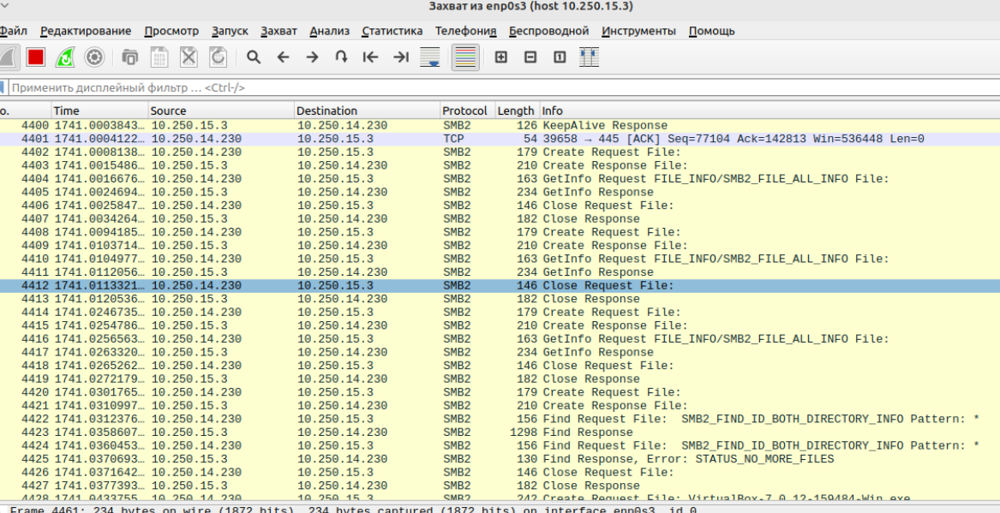 Захват из enp0s3 (host 10.250.15.3)
Файл Редактирование Просмотр Запуск Захват Анализ Статистика Телефония Беспроводной Инструменты Помощь
Применить дисплейный фильтр … <Ctrl-/>
o. Time Source Destination Protocol Length Info
4400 1741.0003843… 10.250.15.3 10.250.14.230 SMB2 126 KeepAlive Response
4401 1741.0004122… 10.250.14.230 10.250.15.3 TCP 54 39658 → 445 [ACK] Seq=77104 Ack=142813 Win=536448 Len=0
4402 1741.0008138… 10.250.14.230 10.250.15.3 SMB2 179 Create Request File:
4403 1741.0015486… 10.250.15.3 10.250.14.230 SMB2 210 Create Response File:
4404 1741.0016676… 10.250.14.230 10.250.15.3 SMB2 163 GetInfo Request FILE_INFO/SMB2_FILE_ALL_INFO File:
4405 1741.0024694… 10.250.15.3 10.250.14.230 SMB2 234 GetInfo Response
4406 1741.0025847… 10.250.14.230 10.250.15.3 SMB2 146 Close Request File:
4407 1741.0034264… 10.250.15.3 10.250.14.230 SMB2 182 Close Response
4408 1741.0094185… 10.250.14.230 10.250.15.3 SMB2 179 Create Request File:
4409 1741.0103714… 10.250.15.3 10.250.14.230 SMB2 210 Create Response File:
4410 1741.0104977… 10.250.14.230 10.250.15.3 SMB2 163 GetInfo Request FILE_INFO/SMB2_FILE_ALL_INFO File:
4411 1741.0112056… 10.250.15.3 10.250.14.230 SMB2 234 GetInfo Response
4412 1741.0113321… 10.250.14.230 10.250.15.3 SMB2 146 Close Request File:
4413 1741.0120536… 10.250.15.3 10.250.14.230 SMB2 182 Close Response
4414 1741.0246735… 10.250.14.230 10.250.15.3 SMB2 179 Create Request File:
4415 1741.0254786… 10.250.15.3 10.250.14.230 SMB2 210 Create Response File:
4416 1741.0256563… 10.250.14.230 10.250.15.3 SMB2 163 GetInfo Request FILE_INFO/SMB2_FILE_ALL_INFO File:
4417 1741.0263320… 10.250.15.3 10.250.14.230 SMB2 234 GetInfo Response
4418 1741.0265262… 10.250.14.230 10.250.15.3 SMB2 146 Close Request File:
4419 1741.0272179… 10.250.15.3 10.250.14.230 SMB2 182 Close Response
4420 1741.0301765… 10.250.14.230 10.250.15.3 SMB2 179 Create Request File:
4421 1741.0310997… 10.250.15.3 10.250.14.230 SMB2 210 Create Response File:
4422 1741.0312376… 10.250.14.230 10.250.15.3 SMB2 156 Find Request File: SMB2_FIND_ID_BOTH_DIRECTORY_INFO Pattern: *
4423 1741.0358607… 10.250.15.3 10.250.14.230 SMB2 1298 Find Response
4424 1741.0360453… 10.250.14.230 10.250.15.3 SMB2 156 Find Request File: SMB2_FIND_ID_BOTH_DIRECTORY_INFO Pattern: *
4425 1741.0370693… 10.250.15.3 10.250.14.230 SMB2 130 Find Response, Error: STATUS_NO_MORE_FILES
4426 1741.0371642… 10.250.14.230 10.250.15.3 SMB2 146 Close Request File:
4427 1741.0377393… 10.250.15.3 10.250.14.230 SMB2 182 Close Response
4428 1741.0433755… 10.250.14.230 10.250.15.3 SMB2 242 Create Request File: VirtualBox-7.0.12-159484-Win.exe
Frame 4461: 234 bytes on wire (1872 bits), 234 bytes captured (1872 bits) on interface enp0s3, id 0